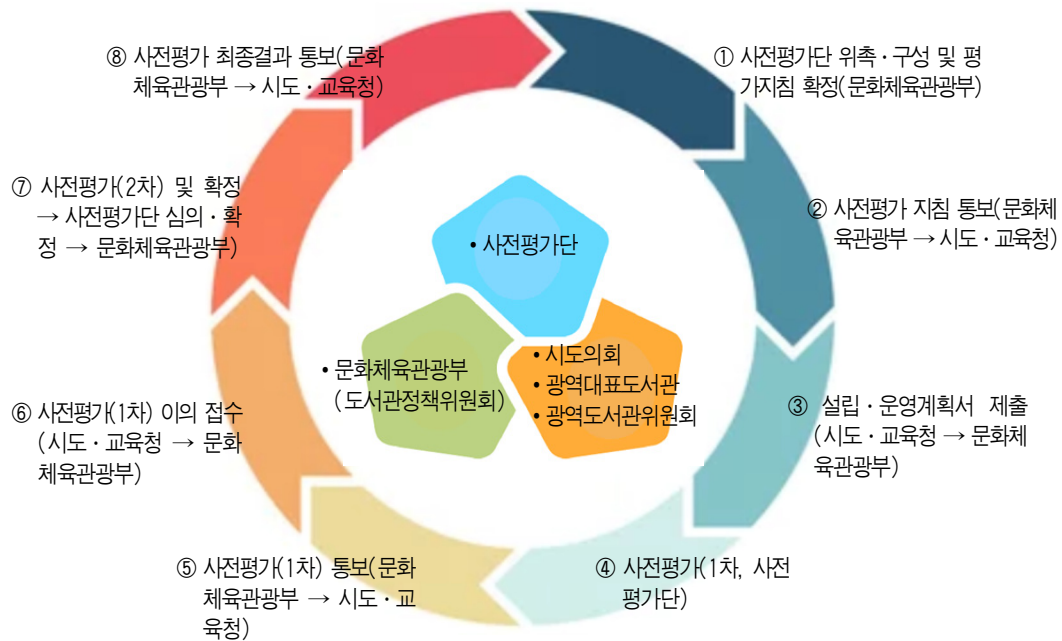 ① 사전평가단 위촉·구성 및 평
가지침 확정(문화체육관광부)
② 사전평가 지침 통보(문화체
육관광부 → 시도·교육청)
③ 설립·운영계획서 제출
(시도·교육청 → 문화체
육관광부)
④ 사전평가(1차, 사전
평가단)
⑤ 사전평가(1차) 통보(문화
체육관광부 → 시도·교
육청)
⑥ 사전평가(1차) 이의 접수
(시도·교육청 → 문화
체육관광부)
⑦ 사전평가(2차) 및 확정
→ 사전평가단 심의·확
정 → 문화체육관광부)
⑧ 사전평가 최종결과 통보(문화
체육관광부 → 시도·교육청)
• 사전평가단
• 문화체육관광부
(도서관정책위원회)
• 시도의회
• 광역대표도서관
• 광역도서관위원회